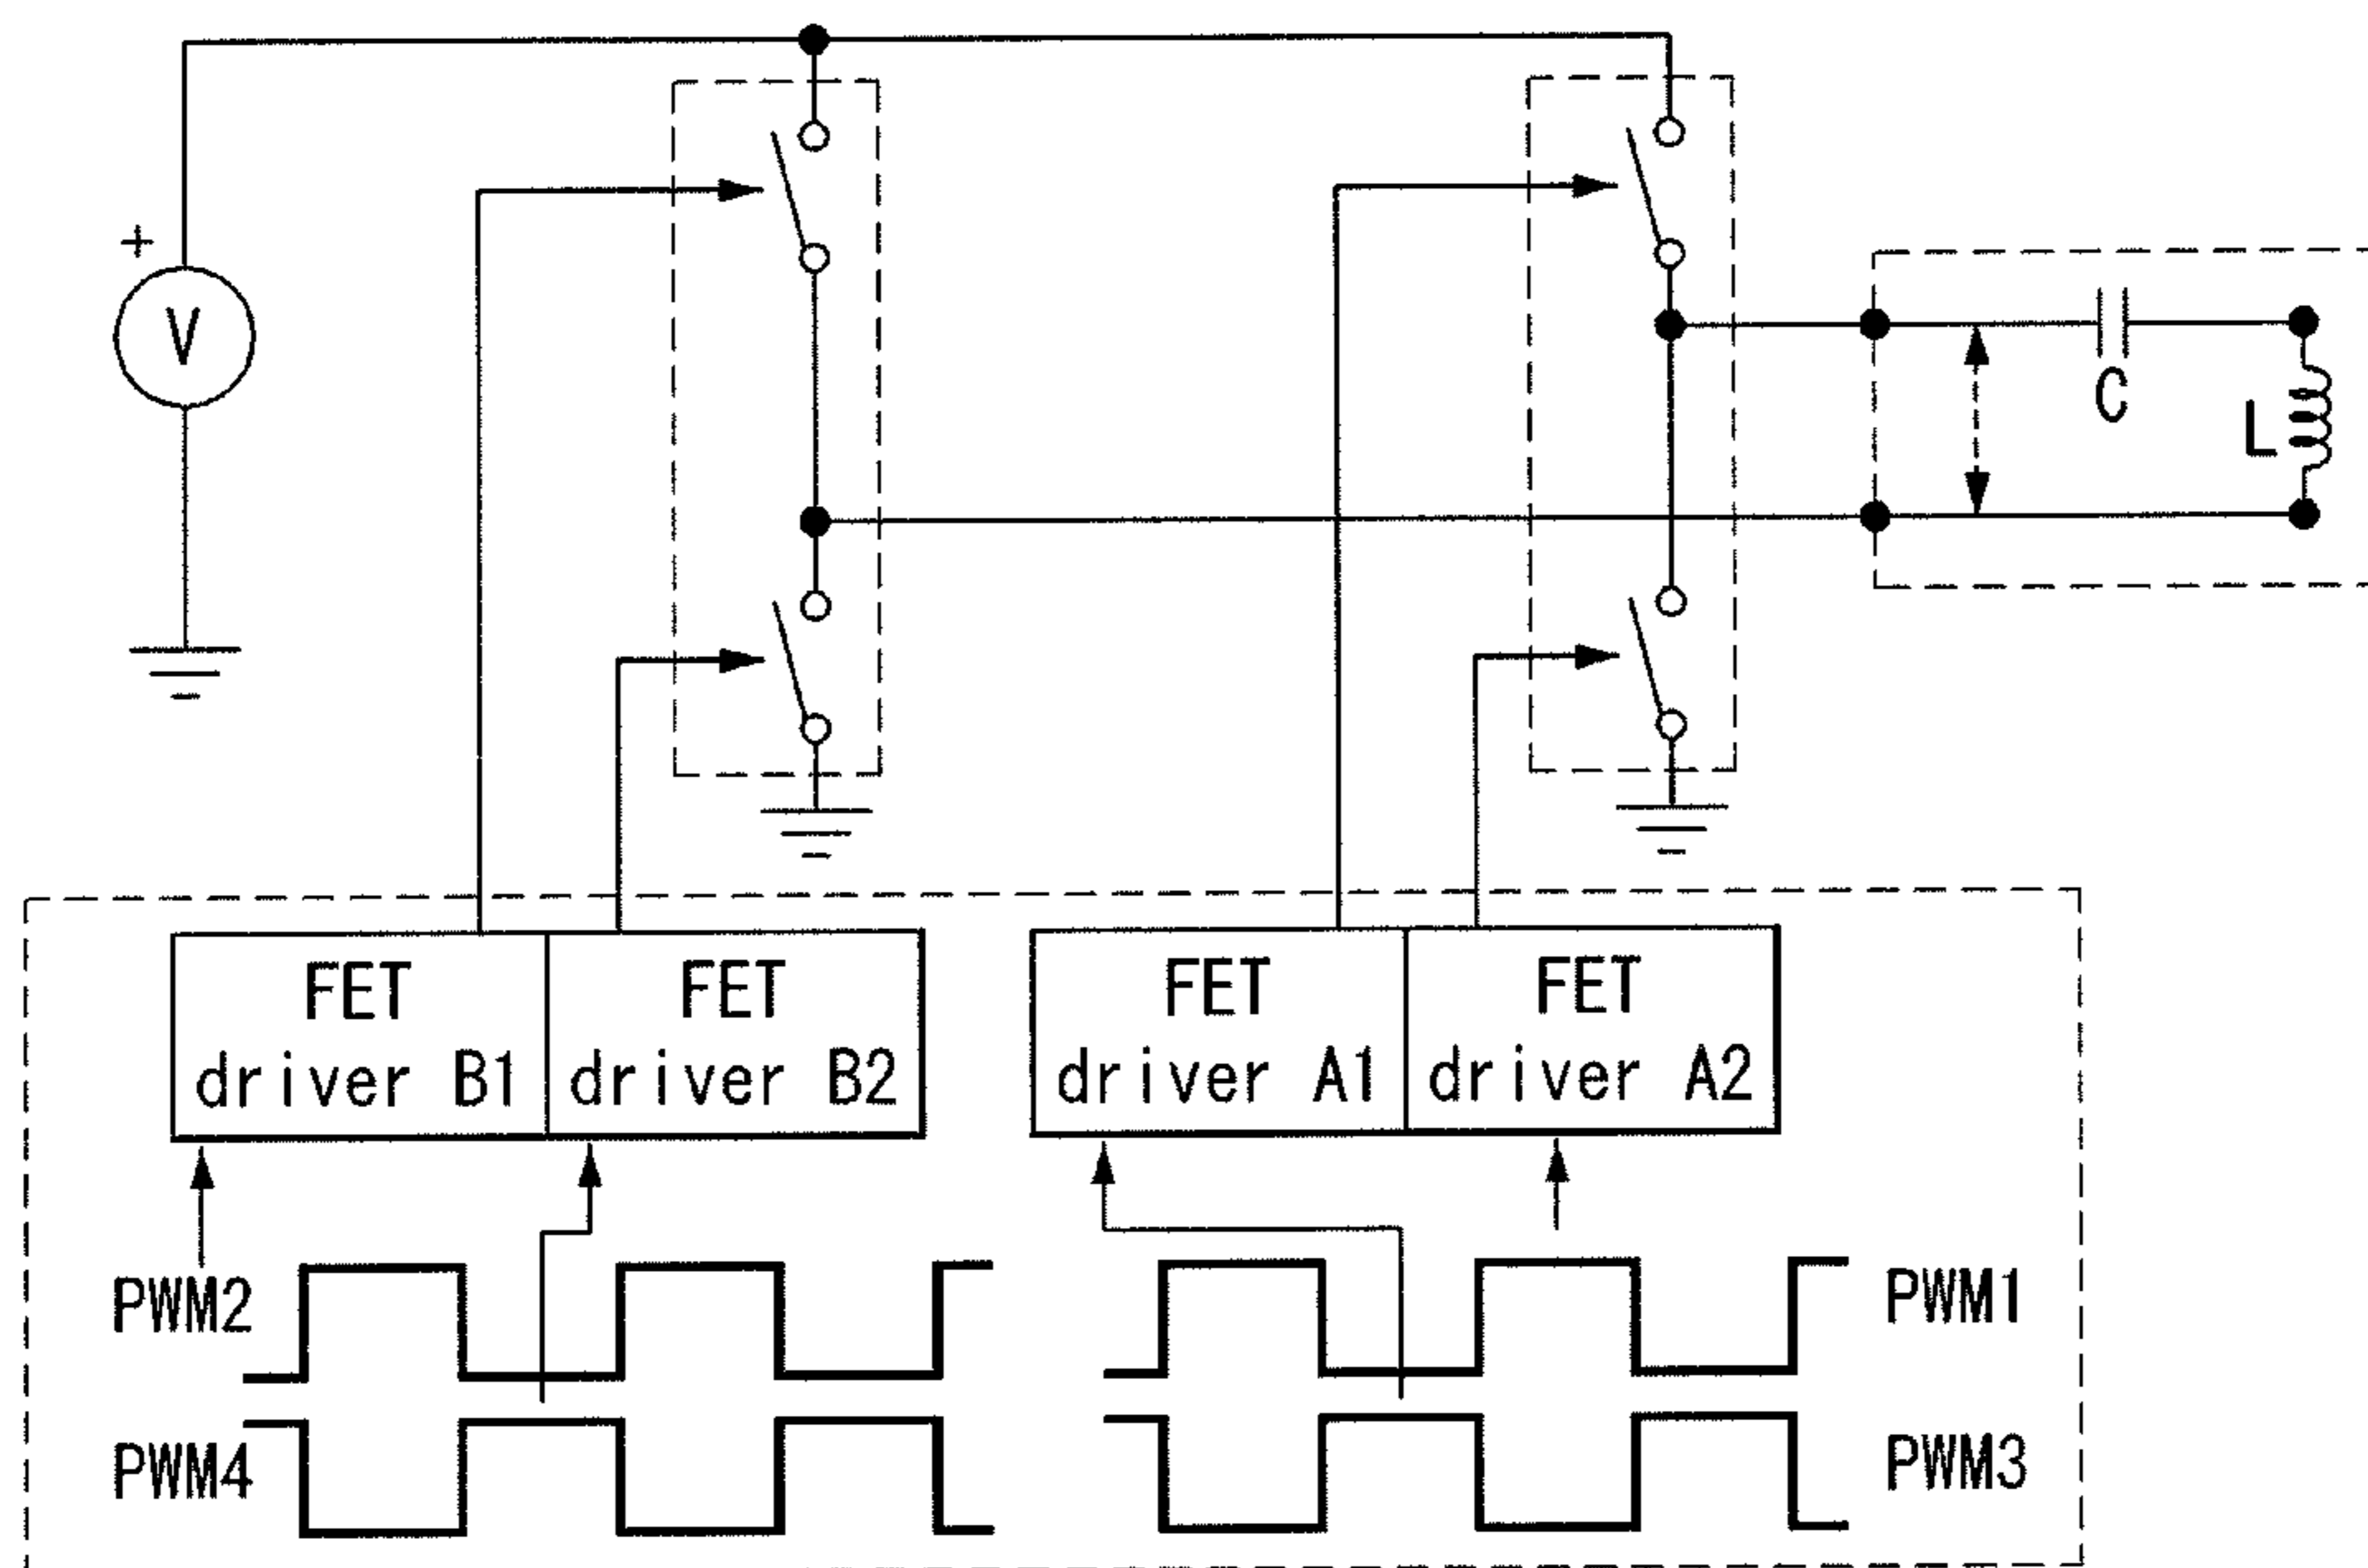 +
V
C
L
FET
driver B1
FET
driver B2
FET
driver A1
FET
driver A2
PWM2
PWM1
PWM4
PWM3